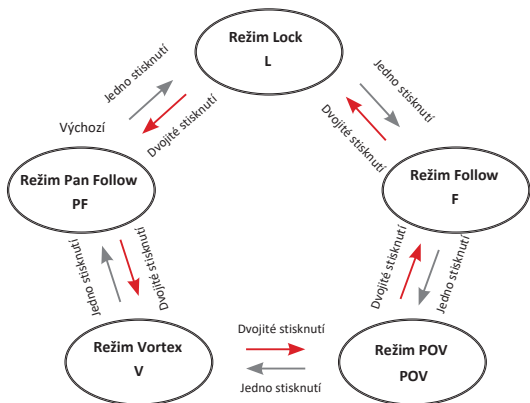 Režim Lock
L
Jedno stisknutí
Dvojité stisknutí
Jedno stisknutí
Dvojité stisknutí
Výchozí
Režim Pan Follow
PF
Režim Follow
F
Jedno stisknutí
Dvojité stisknutí
Dvojité stisknutí
Jedno stisknutí
Režim Vortex
V
Dvojité stisknutí
Jedno stisknutí
Režim POV
POV